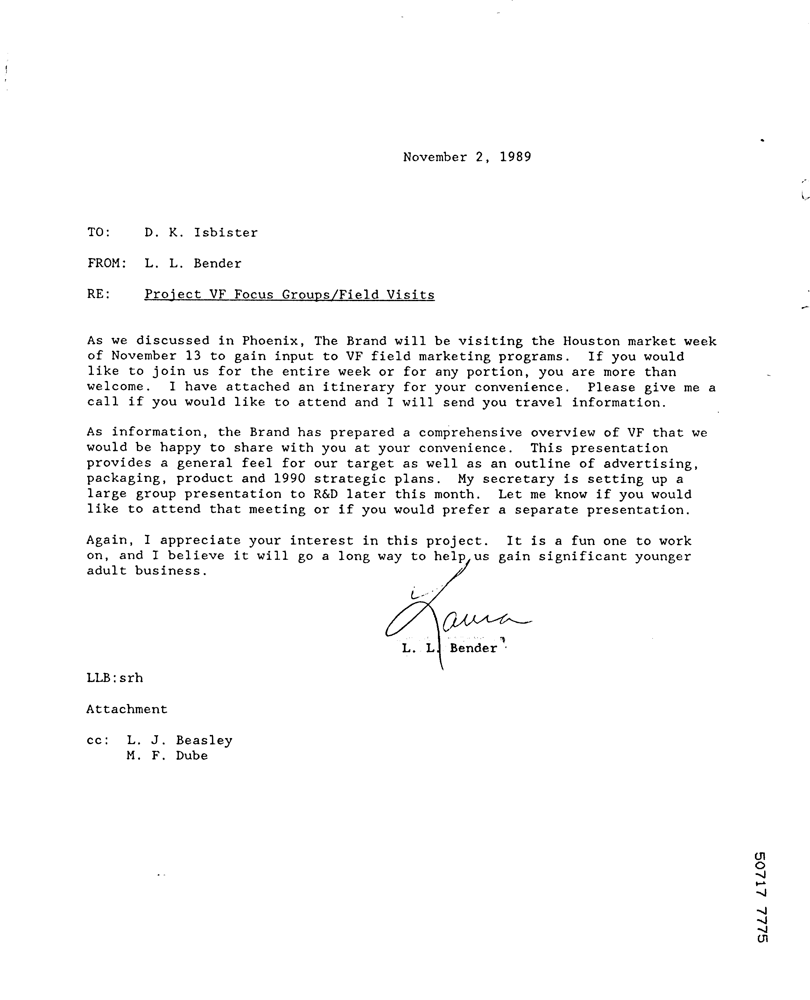 November 2, 1989
TO: D. K. Isbister
FROM: L. L. Bender
RE: Project VF Focus Groups/Field Visits
As we discussed in Phoenix, The Brand will be visiting the Houston market week
of November 13 to gain input to VF field marketing programs. If you would
like to join us for the entire week or for any portion, you are more than
welcome. I have attached an itinerary for your convenience. Please give me a
call if you would like to attend and I will send you travel information.
As information, the Brand has prepared a comprehensive overview of VF that we
would be happy to share with you at your convenience. This presentation
provides a general feel for our target as well as an outline of advertising,
packaging, product and 1990 strategic plans. My secretary is setting up a
large group presentation to R&D later this month. Let me know if you would
like to attend that meeting or if you would prefer a separate presentation.
Again, I appreciate your interest in this project. It is a fun one to work
on, and I believe it will go a long way to help us gain significant younger
adult business.
Laura
L. L. Bender
LLB:srh
Attachment
cc: L. J. Beasley
M. F. Dube
50717 7775